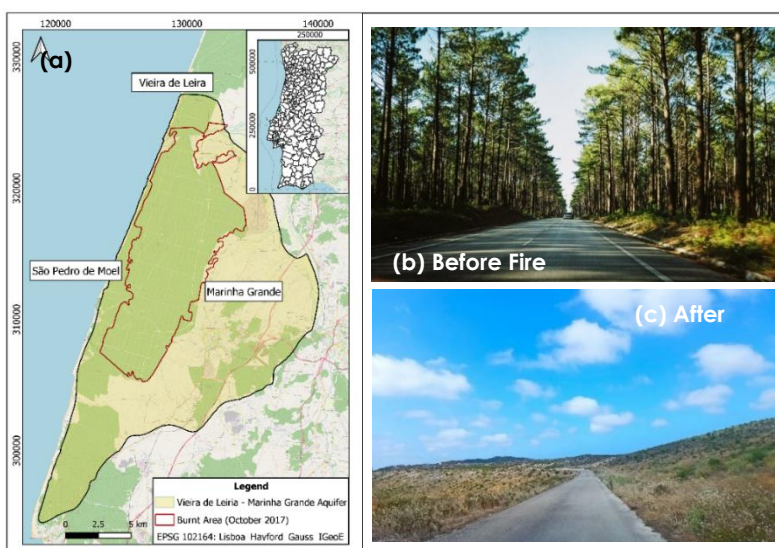 120000
130000
140000
(a)
250000
Vieira de Leira
500000
250000
0
330000
320000
310000
300000
São Pedro de Moel
Marinha Grande
Legend
Vieira de Leiria - Marinha Grande Aquifer
Burnt Area (October 2017)
EPSG 102164: Lisboa Hayford Gauss IGeoE
0 2.5 5 km
(b) Before Fire
(c) After